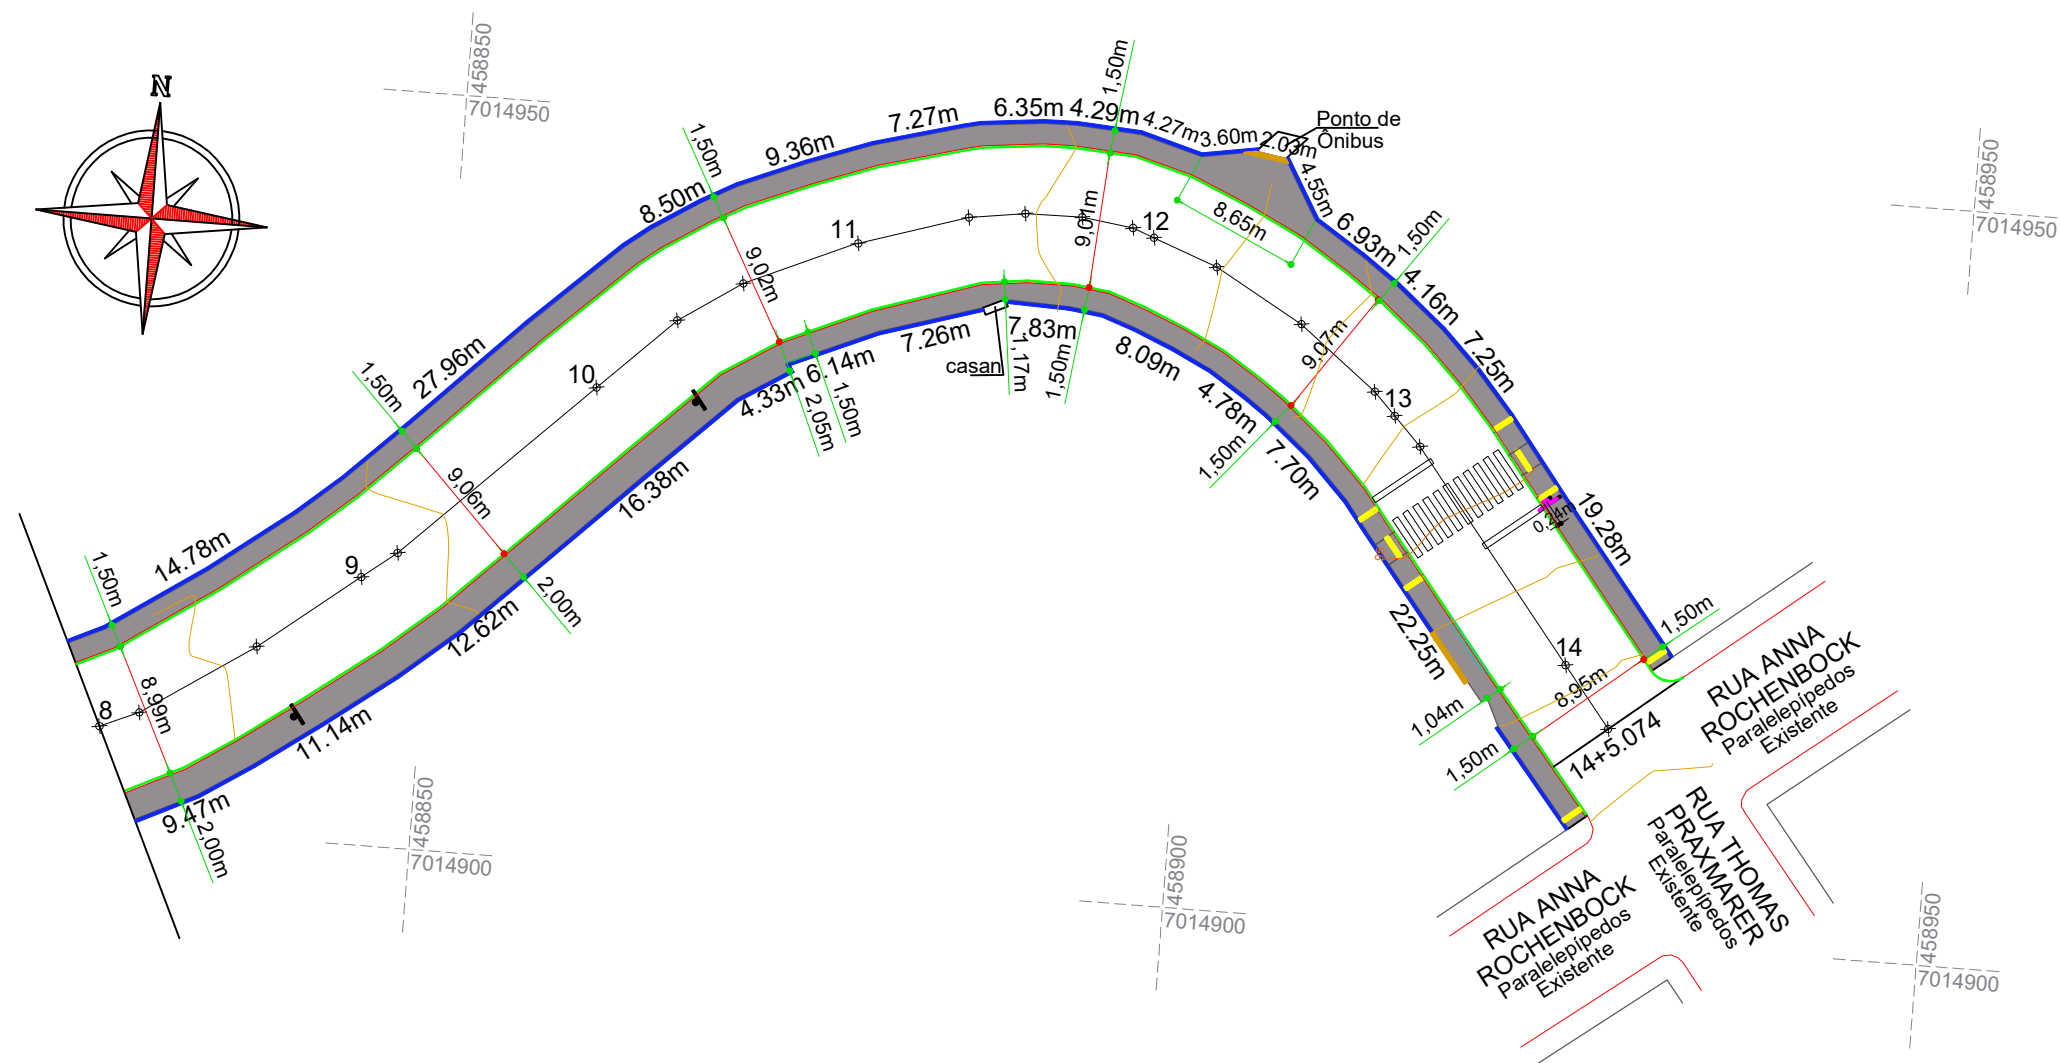 N
458850
7014950
1,50m
6.35m
4.29m
4.27m
3.60m
2.03m
Ponto de
Ônibus
7.27m
9.36m
1,50m
8.50m
4.55m
458950
7014950
6.93m
1,50m
4.16m
7.25m
11
9,01m
12
8,65m
9,02m
27.96m
1,50m
10
7.26m
casan
7.83m
1,17m
1,50m
8.09m
9,07m
13
4.78m
1,50m
7.70m
6.14m
1,50m
4.33m
2,05m
16.38m
9,06m
14.78m
1,50m
9
12.62m
2,00m
19.28m
0,24m
22.25m
1,50m
14
8,95m
1,04m
1,50m
14+5.074
8
8,99m
11.14m
9.47m
2,00m
458850
7014900
458900
7014900
458950
7014900
RUA ANNA
ROCHENBOCK
Paralelepípedos
Existente
RUA THOMAS
PRAXMARER
Paralelepípedos
Existente
RUA ANNA
ROCHENBOCK
Paralelepípedos
Existente